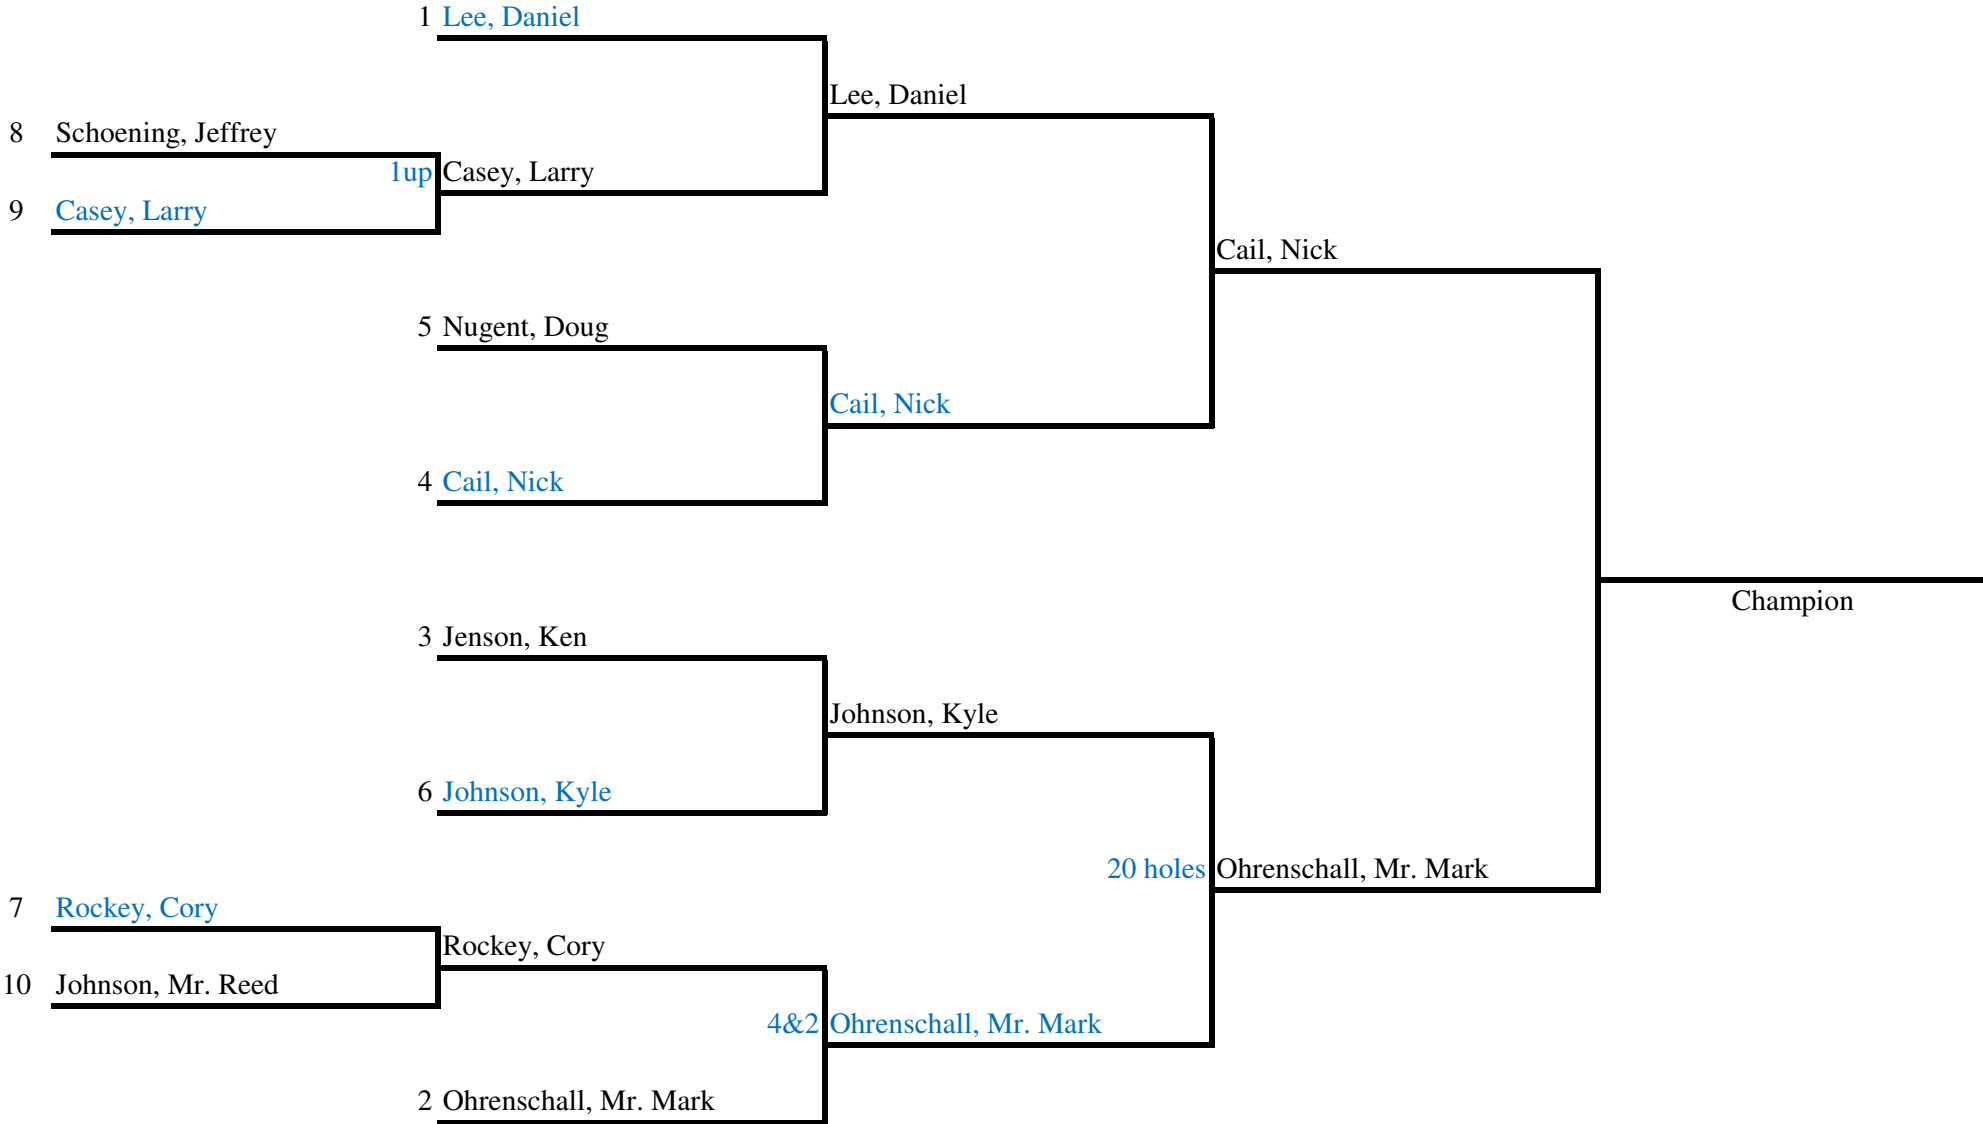 1 Lee, Daniel
Lee, Daniel
8 Schoening, Jeffrey
1up Casey, Larry
9 Casey, Larry
Cail, Nick
5 Nugent, Doug
Cail, Nick
4 Cail, Nick
Champion
3 Jenson, Ken
Johnson, Kyle
6 Johnson, Kyle
20 holes Ohrenschall, Mr. Mark
7 Rockey, Cory
Rockey, Cory
10 Johnson, Mr. Reed
4&2 Ohrenschall, Mr. Mark
2 Ohrenschall, Mr. Mark